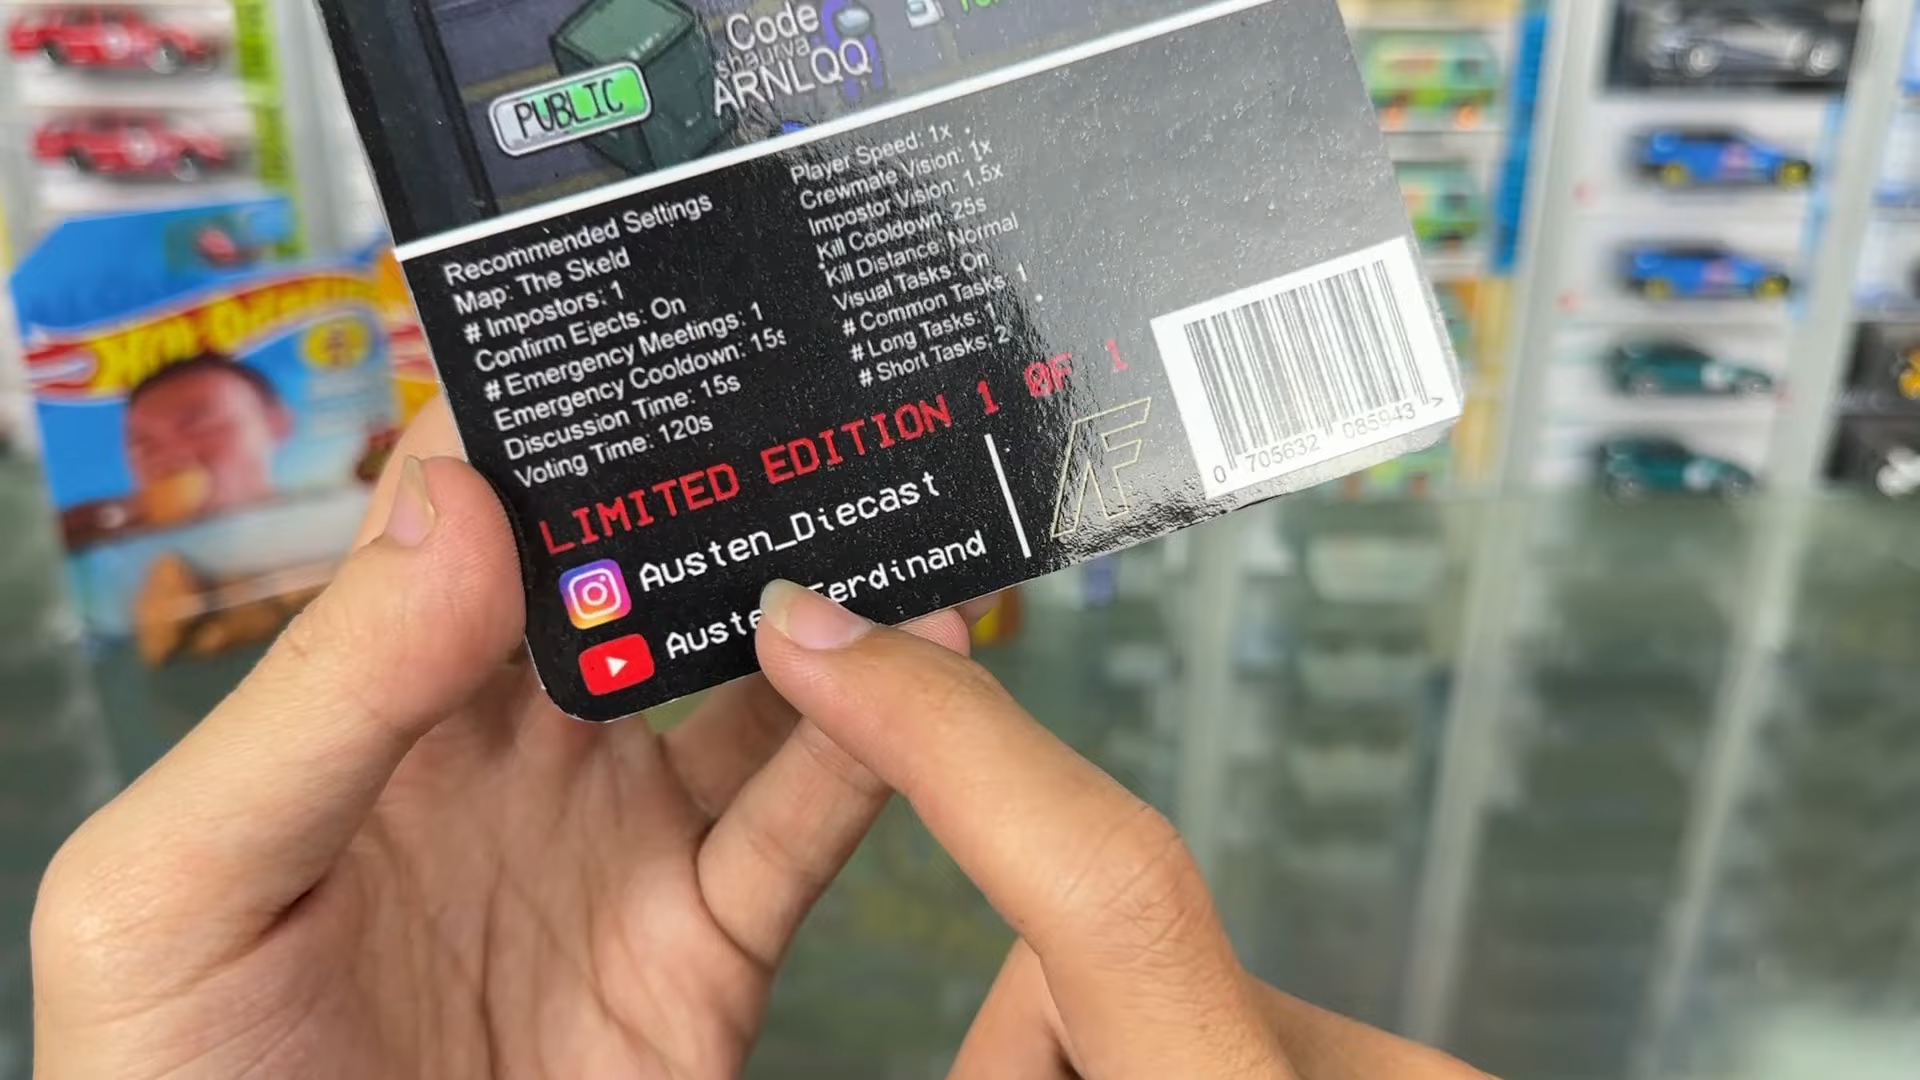 Code
shaurya
ARNLQQ
PUBLIC
Recommended Settings
Map: The Skeld
# Impostors: 1
Confirm Ejects: On
# Emergency Meetings: 1
Emergency Cooldown: 15s
Discussion Time: 15s
Voting Time: 120s
Player Speed: 1x
Crewmate Vision: 1x
Impostor Vision: 1.5x
Kill Cooldown: 25s
Kill Distance: Normal
Visual Tasks: On
# Common Tasks: 1
# Long Tasks: 1
# Short Tasks: 2
LIMITED EDITION 1 OF 1
Austen_Diecast
Ferdinand
AF
0 705632 085943 >